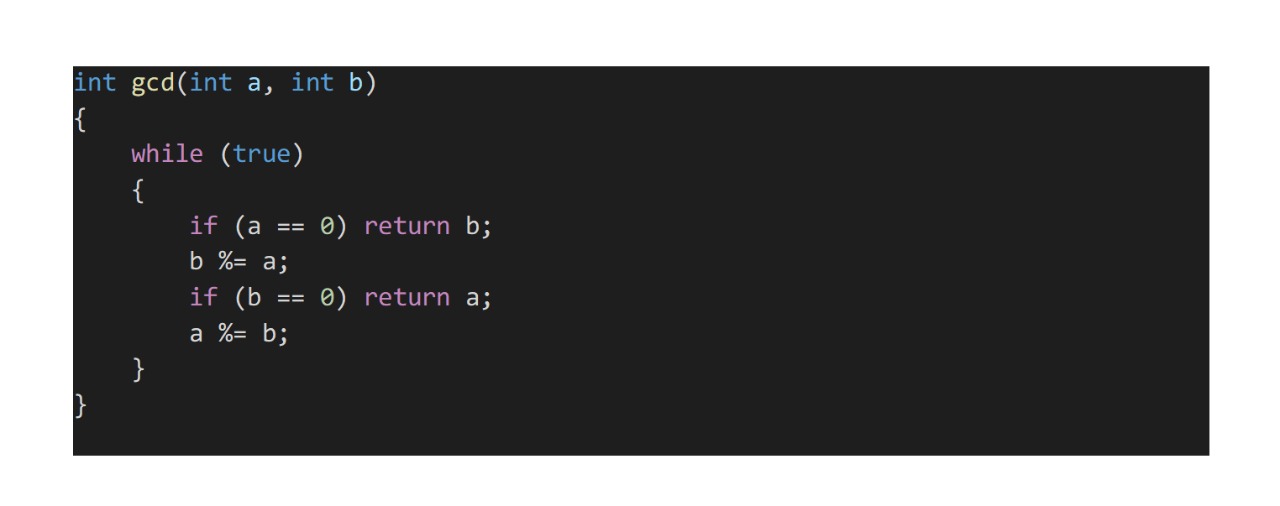 int gcd(int a, int b)
{
    while (true)
    {
        if (a == 0) return b;
        b %= a;
        if (b == 0) return a;
        a %= b;
    }
}